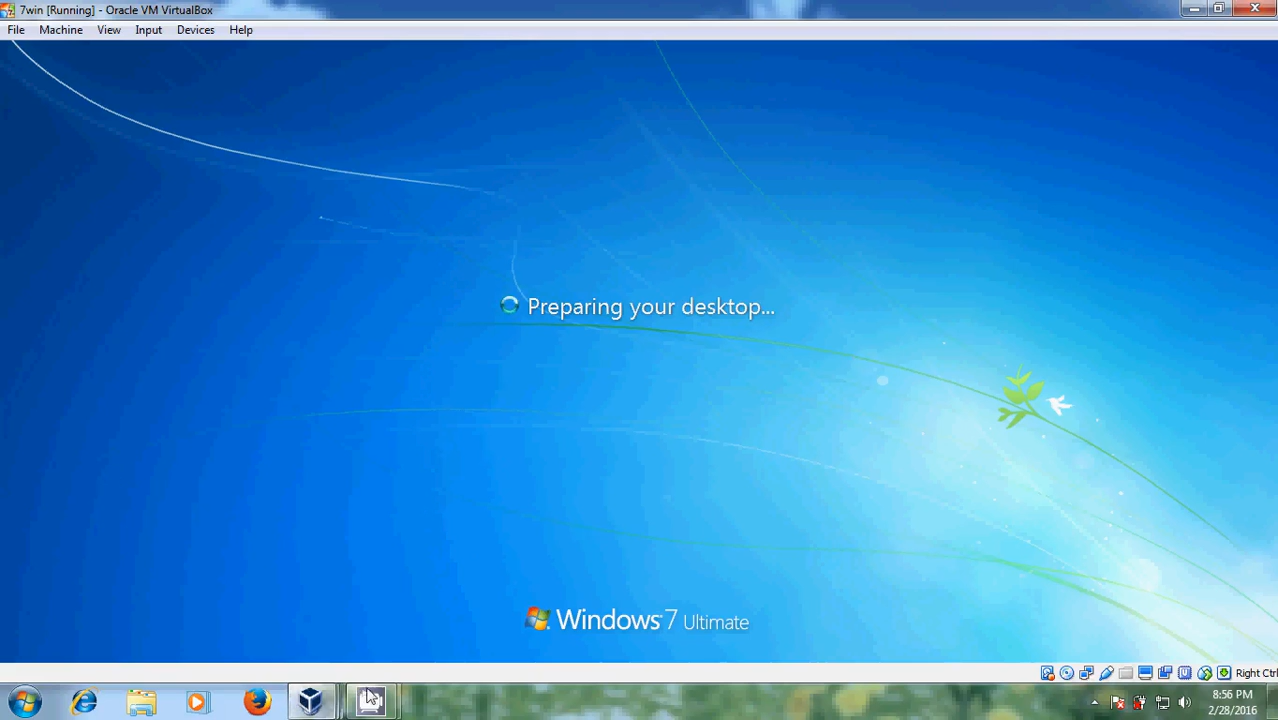 7win [Running] - Oracle VM VirtualBox
File Machine View Input Devices Help
Preparing your desktop...
Windows 7 Ultimate
Right Ctrl
8:56 PM
2/28/2016